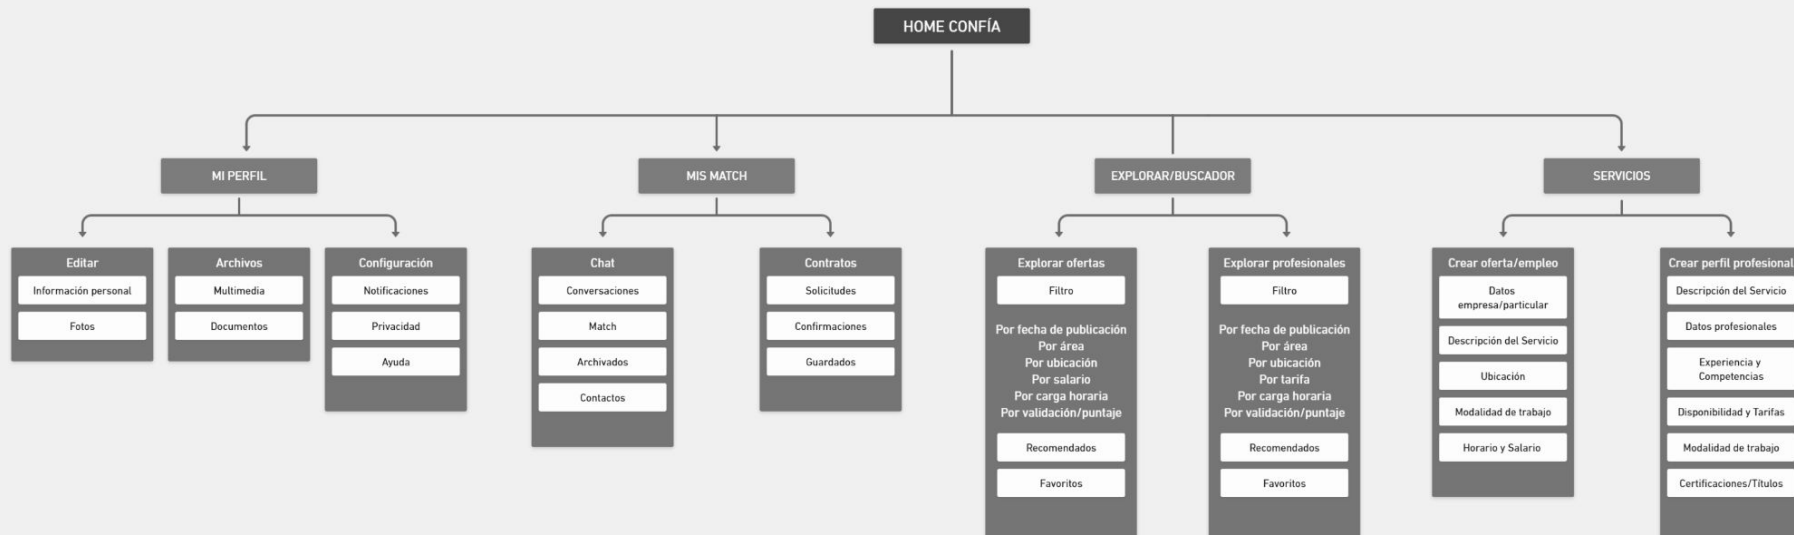 HOME CONFÍA
MI PERFIL
MIS MATCH
EXPLORAR/BUSCADOR
SERVICIOS
Editar
Información personal
Fotos
Archivos
Multimedia
Documentos
Configuración
Notificaciones
Privacidad
Ayuda
Chat
Conversaciones
Match
Archivados
Contactos
Contratos
Solicitudes
Confirmaciones
Guardados
Explorar ofertas
Filtro
Por fecha de publicación
Por área
Por ubicación
Por salario
Por carga horaria
Por validación/puntaje
Recomendados
Favoritos
Explorar profesionales
Filtro
Por fecha de publicación
Por área
Por ubicación
Por tarifa
Por carga horaria
Por validación/puntaje
Recomendados
Favoritos
Crear oferta/empleo
Datos
empresa/particular
Descripción del Servicio
Ubicación
Modalidad de trabajo
Horario y Salario
Crear perfil profesional
Descripción del Servicio
Datos profesionales
Experiencia y
Competencias
Disponibilidad y Tarifas
Modalidad de trabajo
Certificaciones/Títulos